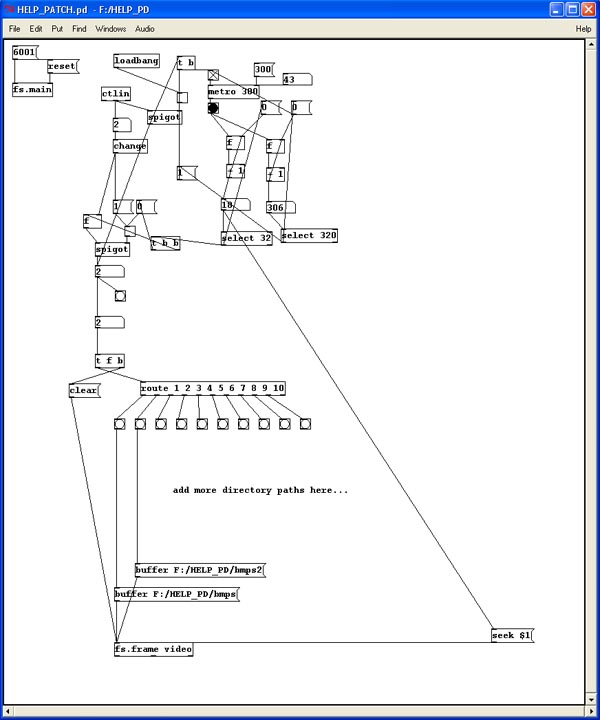 HELP_PATCH.pd - F:/HELP_PD
File Edit Put Find Windows Audio Help
6001
reset
fs.main
loadbang
t b
300
43
ctlin
metro 300
0
0
2
spigot
change
f
f
+ 1
+ 1
1
1
0
18
306
f
t b b
select 32
select 320
spigot
2
2
t f b
clear
route 1 2 3 4 5 6 7 8 9 10
add more directory paths here...
buffer F:/HELP_PD/bmps2
buffer F:/HELP_PD/bmps
seek $1
fs.frame video